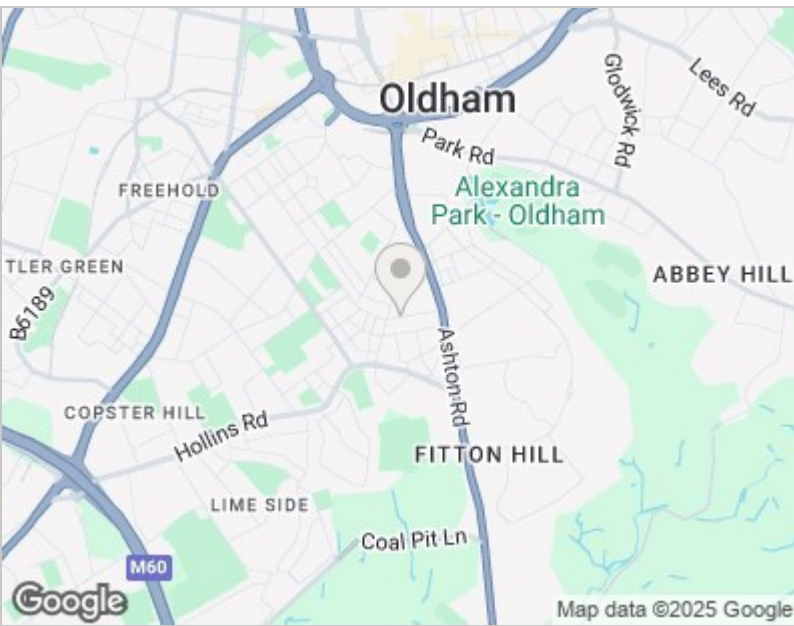 Oldham
Glodwick Rd
Lees Rd
Park Rd
FREEHOLD
Alexandra
Park - Oldham
TLER GREEN
ABBEY HILL
B6189
Ashton Rd
COPSTER HILL
Hollins Rd
FITTON HILL
LIME SIDE
Coal Pit Ln
M60
Google
Map data ©2025 Google